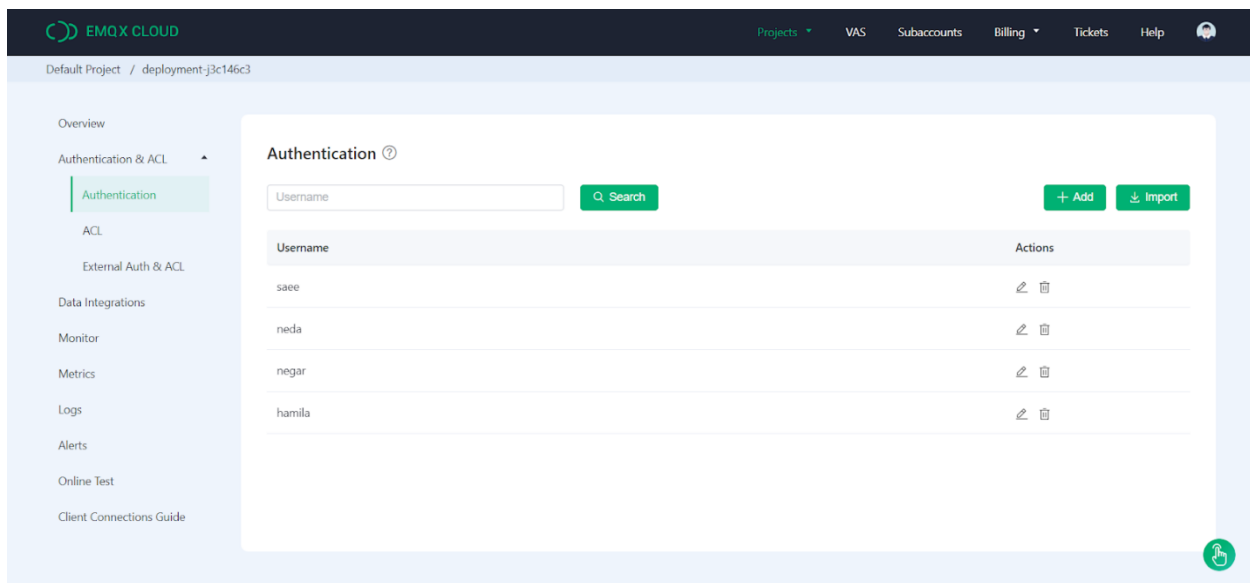 EMQX CLOUD
Projects VAS Subaccounts Billing Tickets Help
Default Project / deployment-j3c146c3
Overview
Authentication & ACL
Authentication
ACL
External Auth & ACL
Data Integrations
Monitor
Metrics
Logs
Alerts
Online Test
Client Connections Guide
Authentication ?
Username Search + Add Import
Username Actions
saee
neda
negar
hamila